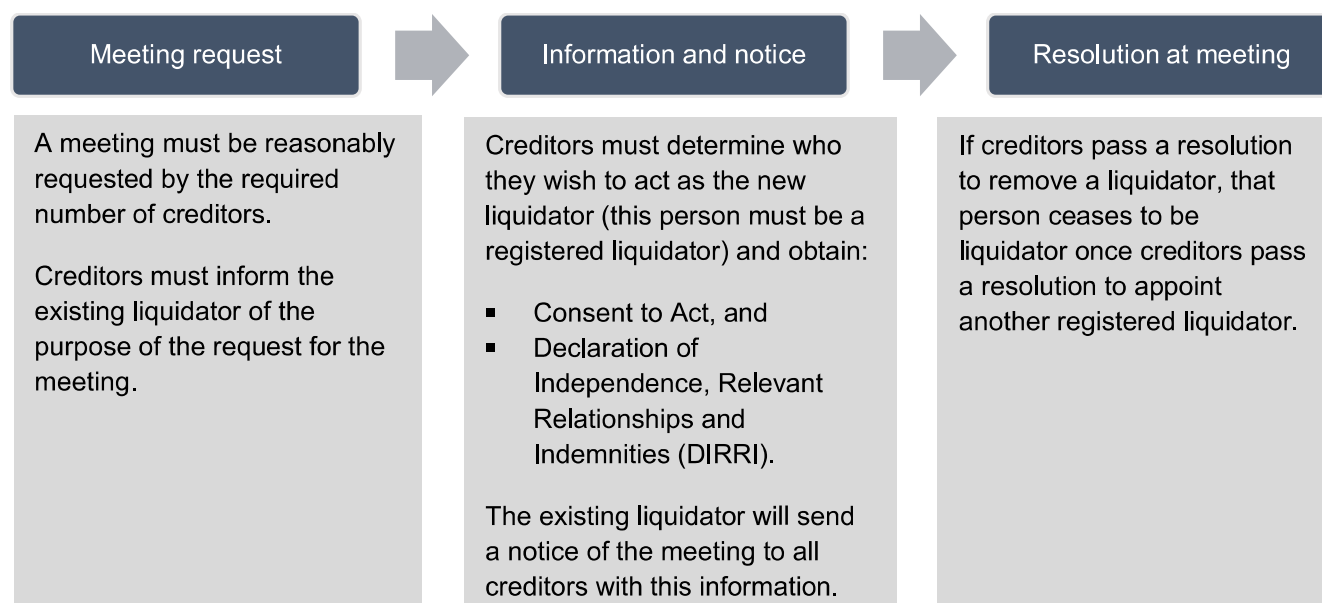 Meeting request
Information and notice
Resolution at meeting
A meeting must be reasonably
requested by the required
number of creditors.
Creditors must inform the
existing liquidator of the
purpose of the request for the
meeting.
Creditors must determine who
they wish to act as the new
liquidator (this person must be a
registered liquidator) and obtain:
▪ Consent to Act, and
▪ Declaration of
Independence, Relevant
Relationships and
Indemnities (DIRRI).
The existing liquidator will send
a notice of the meeting to all
creditors with this information.
If creditors pass a resolution
to remove a liquidator, that
person ceases to be
liquidator once creditors pass
a resolution to appoint
another registered liquidator.